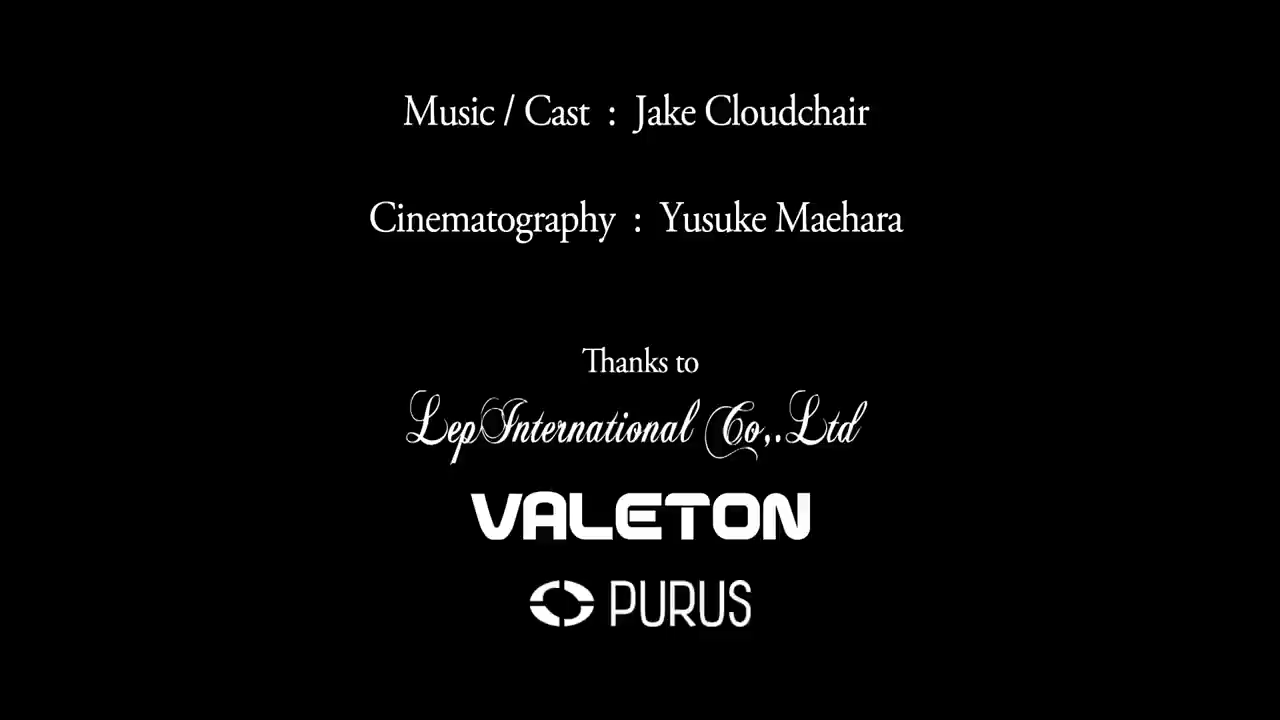 Music / Cast : Jake Cloudchair
Cinematography : Yusuke Maehara
Thanks to
LepInternational Co,.Ltd
VALETON
PURUS